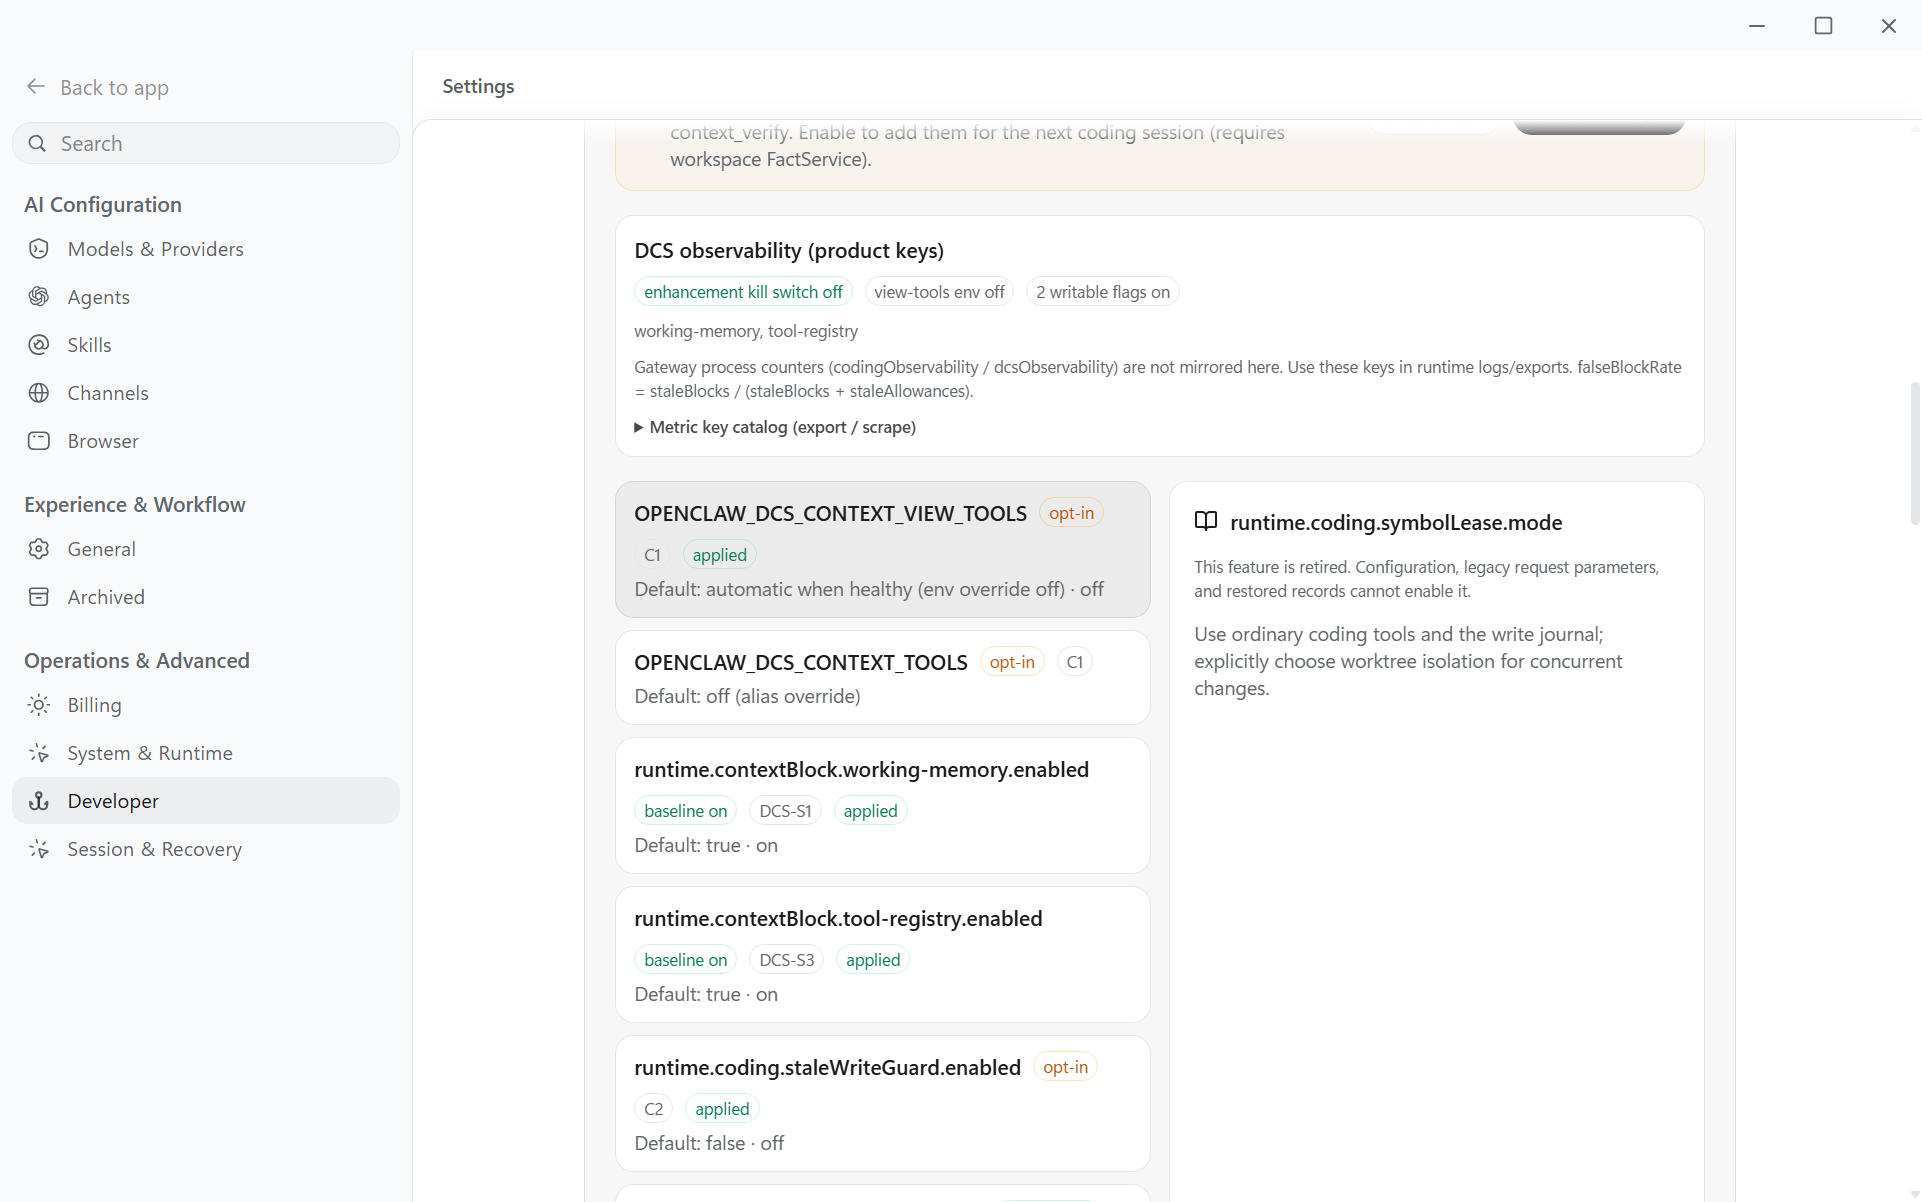 Back to app
Search
AI Configuration
Models & Providers
Agents
Skills
Channels
Browser
Experience & Workflow
General
Archived
Operations & Advanced
Billing
System & Runtime
Developer
Session & Recovery
Settings
context_verify. Enable to add them for the next coding session (requires
workspace FactService).
DCS observability (product keys)
enhancement kill switch off
view-tools env off
2 writable flags on
working-memory, tool-registry
Gateway process counters (codingObservability / dcsObservability) are not mirrored here. Use these keys in runtime logs/exports. falseBlockRate
= staleBlocks / (staleBlocks + staleAllowances).
Metric key catalog (export / scrape)
OPENCLAW_DCS_CONTEXT_VIEW_TOOLS opt-in
C1 applied
Default: automatic when healthy (env override off) · off
OPENCLAW_DCS_CONTEXT_TOOLS opt-in C1
Default: off (alias override)
runtime.contextBlock.working-memory.enabled
baseline on DCS-S1 applied
Default: true · on
runtime.contextBlock.tool-registry.enabled
baseline on DCS-S3 applied
Default: true · on
runtime.coding.staleWriteGuard.enabled opt-in
C2 applied
Default: false · off
runtime.coding.symbolLease.mode
This feature is retired. Configuration, legacy request parameters,
and restored records cannot enable it.
Use ordinary coding tools and the write journal;
explicitly choose worktree isolation for concurrent
changes.